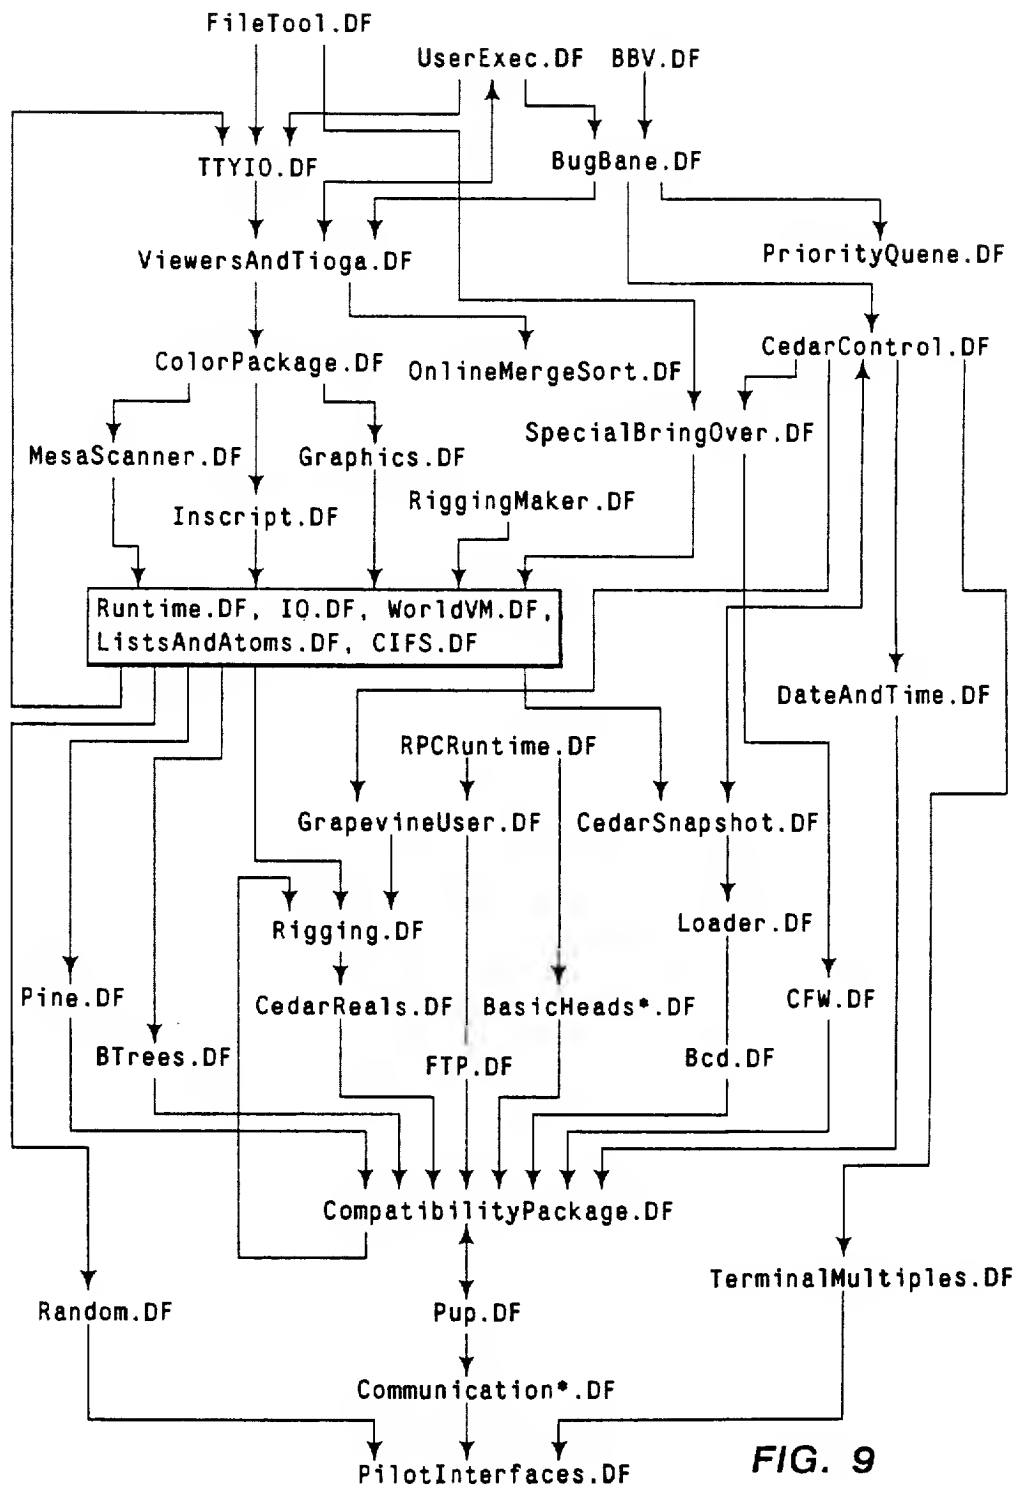 FileTool.DF
UserExec.DF
BBV.DF
TTYIO.DF
BugBane.DF
ViewersAndTioga.DF
PriorityQuene.DF
ColorPackage.DF
OnlineMergeSort.DF
CedarControl.DF
MesaScanner.DF
Graphics.DF
SpecialBringOver.DF
Inscript.DF
RiggingMaker.DF
Runtime.DF, IO.DF, WorldVM.DF,
ListsAndAtoms.DF, CIFS.DF
DateAndTime.DF
RPCRuntime.DF
GrapevineUser.DF
CedarSnapshot.DF
Rigging.DF
Loader.DF
Pine.DF
CedarReals.DF
BasicHeads*.DF
CFW.DF
BTrees.DF
FTP.DF
Bcd.DF
CompatibilityPackage.DF
TerminalMultiples.DF
Random.DF
Pup.DF
Communication*.DF
PilotInterfaces.DF
FIG. 9